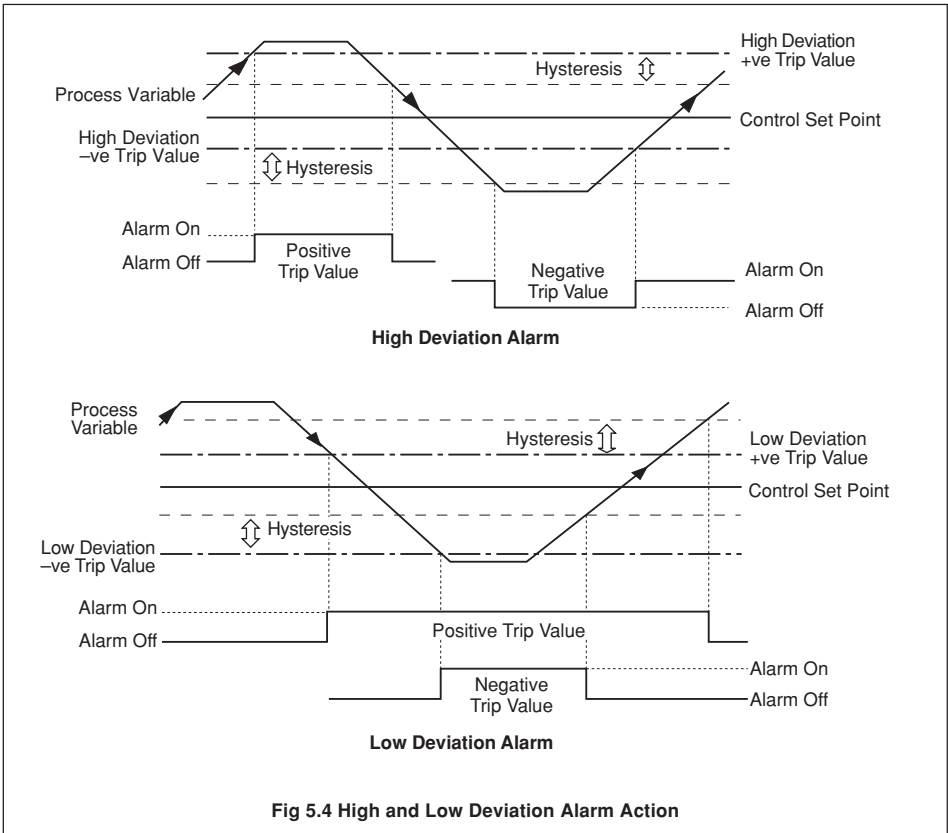 High Deviation
+ve Trip Value
Hysteresis
Process Variable
Control Set Point
High Deviation
–ve Trip Value
Hysteresis
Alarm On
Alarm Off
Positive
Trip Value
Negative
Trip Value
Alarm On
Alarm Off
High Deviation Alarm
Process
Variable
Hysteresis
Low Deviation
+ve Trip Value
Control Set Point
Hysteresis
Low Deviation
–ve Trip Value
Alarm On
Alarm Off
Positive Trip Value
Negative
Trip Value
Alarm On
Alarm Off
Low Deviation Alarm
Fig 5.4 High and Low Deviation Alarm Action